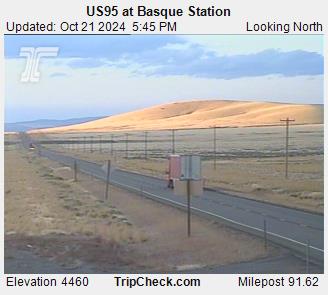 US95 at Basque Station
Updated: Oct 21 2024 5:45 PM Looking North
Elevation 4460 TripCheck.com Milepost 91.62